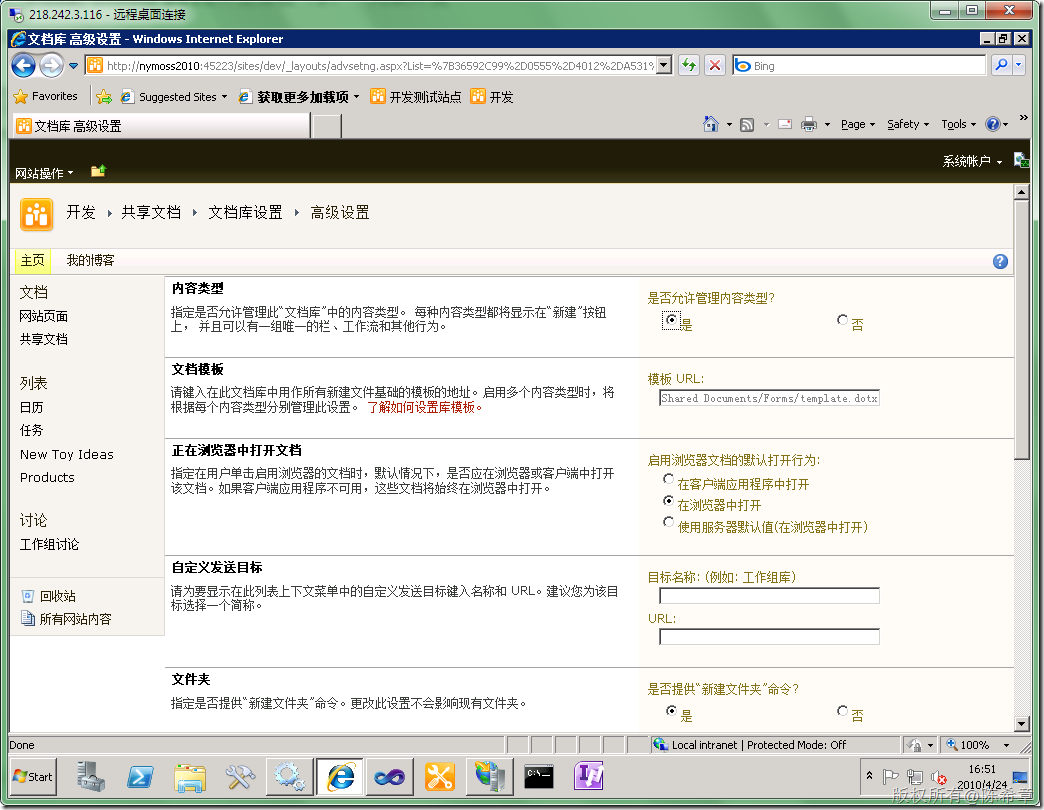 218.242.3.116 - 远程桌面连接
文档库 高级设置 - Windows Internet Explorer
http://nymoss2010:45223/sites/dev/_layouts/advsetng.aspx?List=%7B36592C99%2D0555%2D4012%2DA531%
Bing
Favorites
Suggested Sites
获取更多加载项
开发测试站点
开发
文档库 高级设置
Page
Safety
Tools
网站操作
系统帐户
开发
共享文档
文档库设置
高级设置
主页
我的博客
文档
网站页面
共享文档
列表
日历
任务
New Toy Ideas
Products
讨论
工作组讨论
回收站
所有网站内容
内容类型
指定是否允许管理此“文档库”中的内容类型。 每种内容类型都将显示在“新建”按钮
上， 并且可以有一组唯一的栏、工作流和其他行为。
是否允许管理内容类型?
是
否
文档模板
请键入在此文档库中用作所有新建文件基础的模板的地址。启用多个内容类型时，将
根据每个内容类型分别管理此设置。 了解如何设置库模板。
模板 URL:
Shared Documents/Forms/template.dotx
正在浏览器中打开文档
指定在用户单击启用浏览器的文档时，默认情况下，是否应在浏览器或客户端中打开
该文档。如果客户端应用程序不可用，这些文档将始终在浏览器中打开。
启用浏览器文档的默认打开行为:
在客户端应用程序中打开
在浏览器中打开
使用服务器默认值(在浏览器中打开)
自定义发送目标
请为要显示在此列表上下文菜单中的自定义发送目标键入名称和 URL。建议您为该目
标选择一个简称。
目标名称: (例如: 工作组库)
URL:
文件夹
指定是否提供“新建文件夹”命令。更改此设置不会影响现有文件夹。
是否提供“新建文件夹”命令?
是
否
Done
Local intranet | Protected Mode: Off
100%
Start
16:51
2010/4/24
版权所有@陈希章